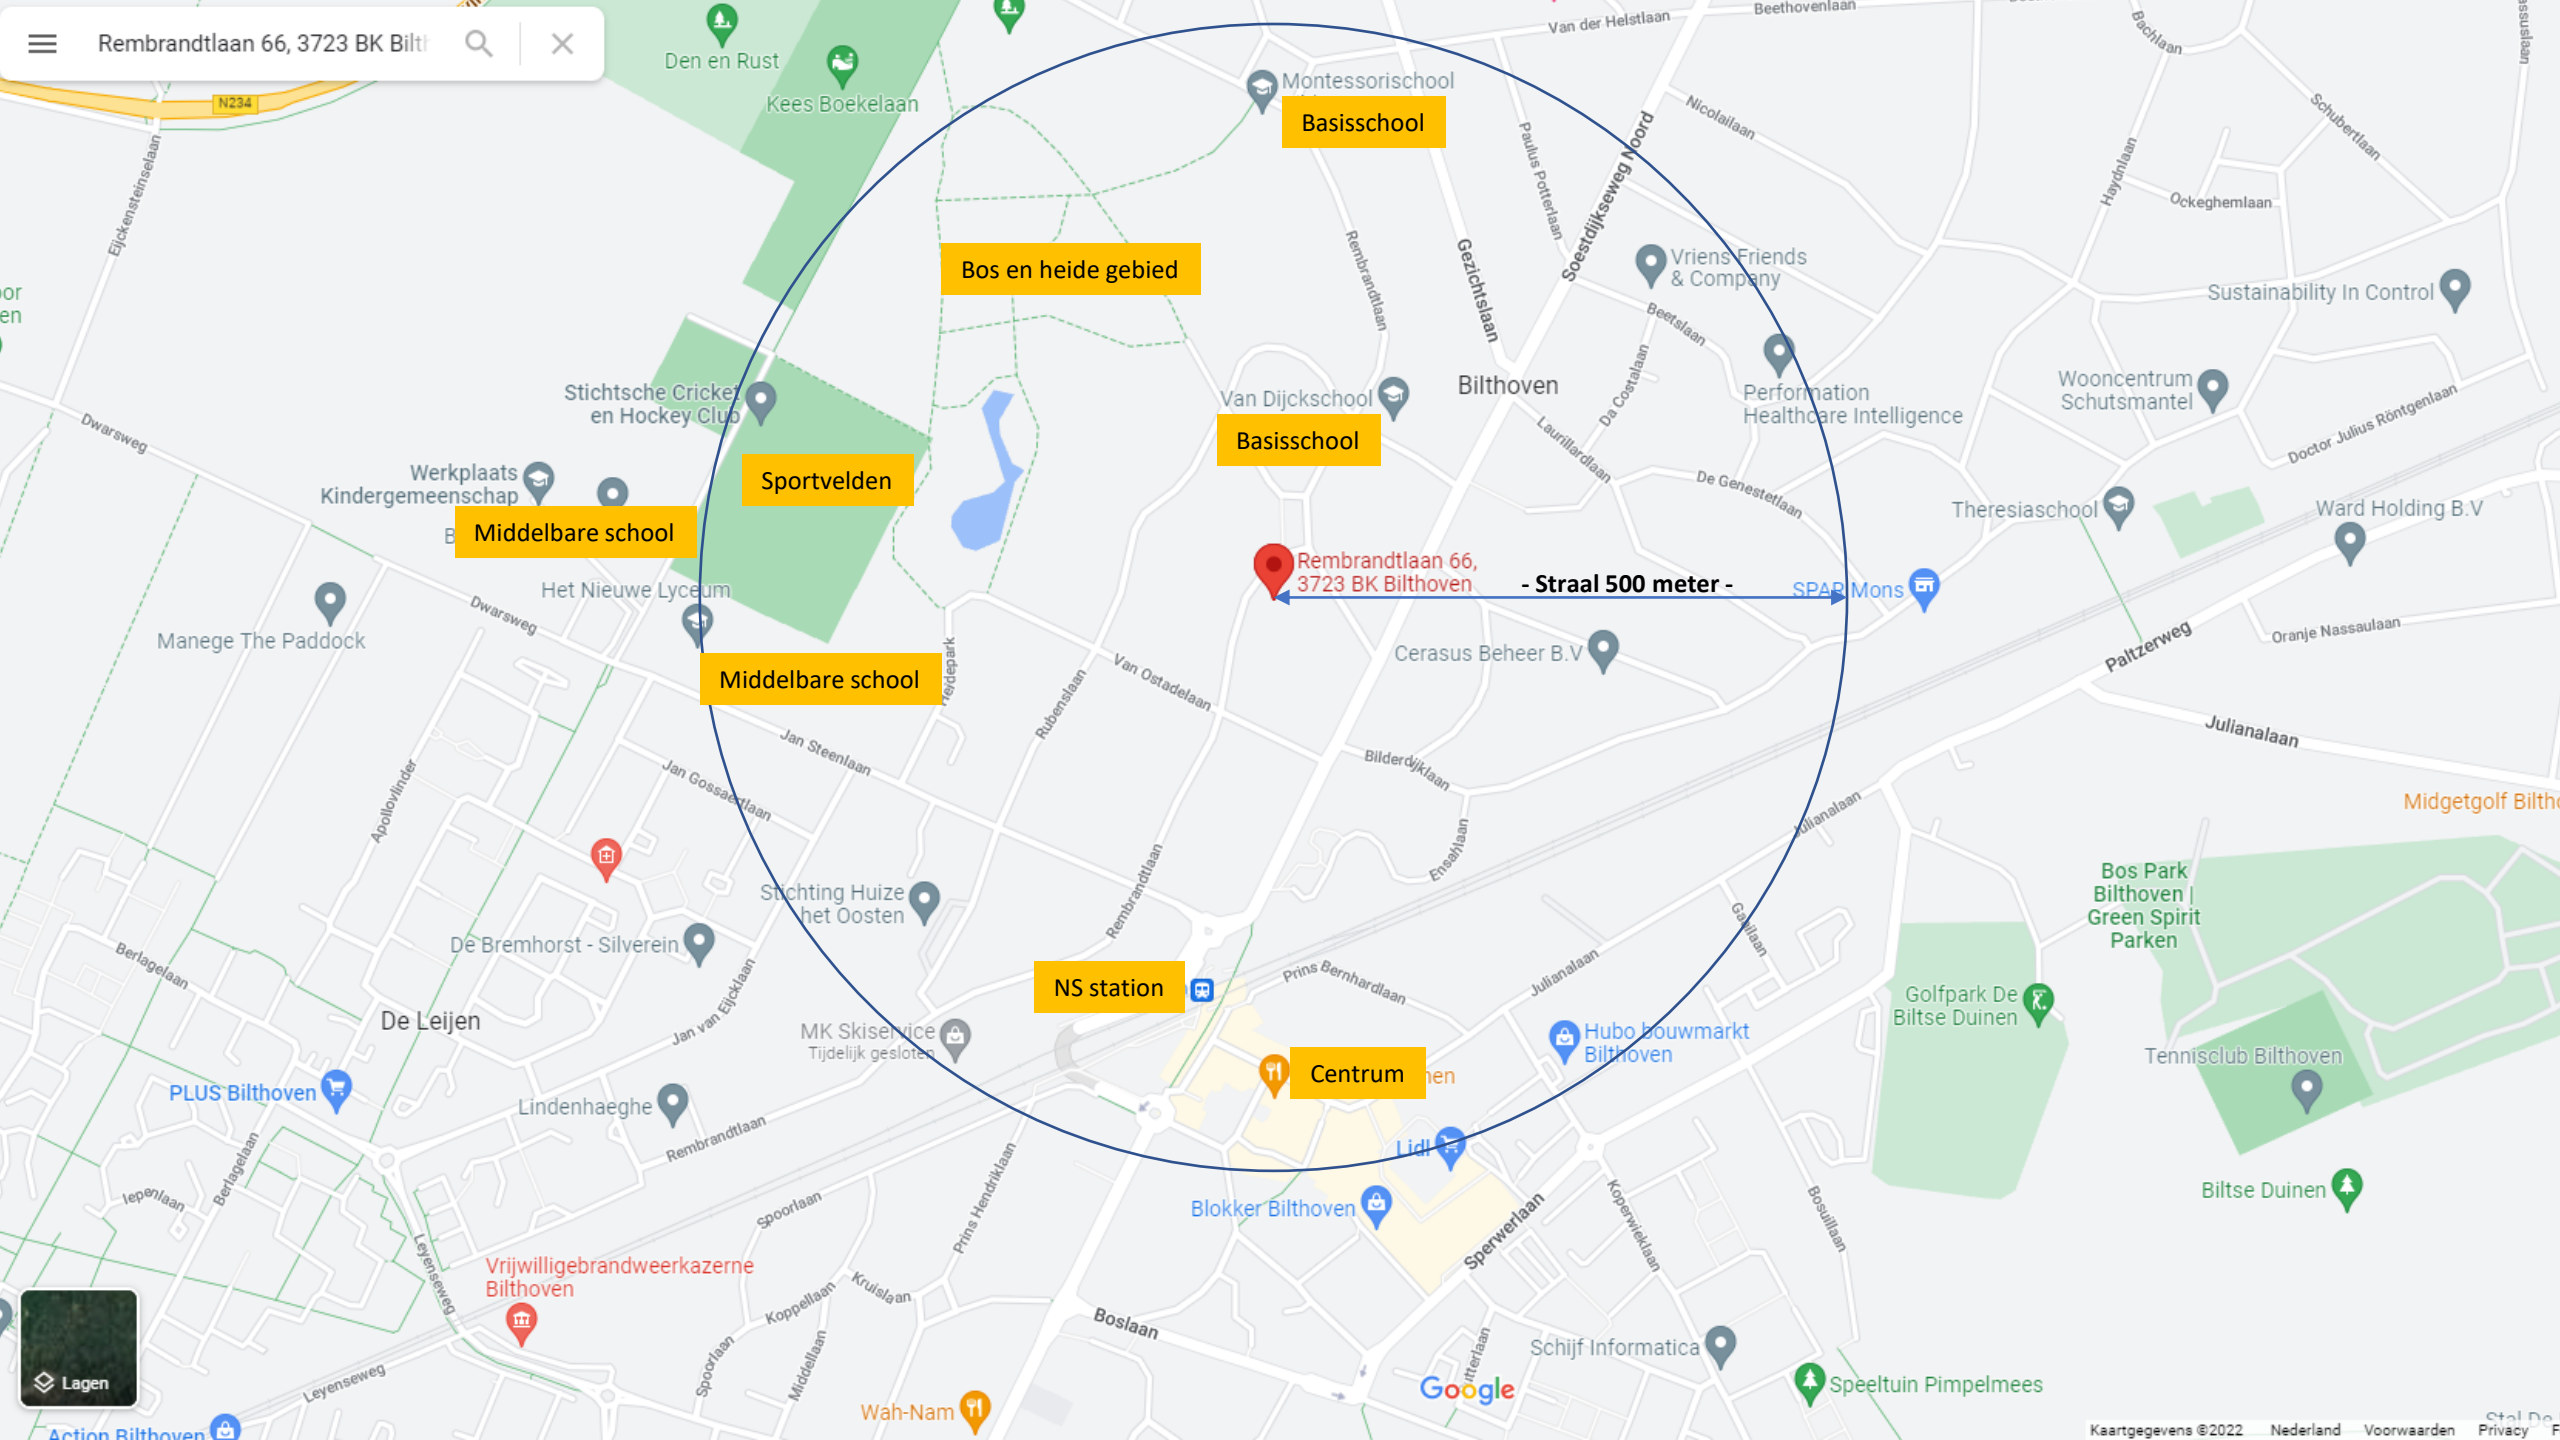 Rembrandtlaan 66, 3723 BK Bilth
N234
Den en Rust
Kees Boekelaan
Montessorischool
Basisschool
Van der Helstlaan
Beethovenlaan
Bachlaan
Schubertlaan
Nicolailaan
Paulus Potterlaan
Soestdijkseweg Noord
Haydnlaan
Ockeghemlaan
Eijckensteinselaan
Bos en heide gebied
Rembrandtlaan
Gezichtslaan
Vriens Friends
& Company
Beetslaan
Sustainability In Control
Stichtsche Cricket
en Hockey Club
Van Dijckschool
Basisschool
Bilthoven
Da Costalaan
Laurillardlaan
Performation
Healthcare Intelligence
Wooncentrum
Schutsmantel
Doctor Julius Röntgenlaan
Dwarsweg
Werkplaats
Kindergemeenschap
Middelbare school
Sportvelden
De Genestetlaan
Theresiaschool
Ward Holding B.V
Het Nieuwe Lyceum
Middelbare school
Rembrandtlaan 66,
3723 BK Bilthoven
- Straal 500 meter -
SPAR Mons
Manege The Paddock
Dwarsweg
Heidepark
Van Ostadelaan
Rubenslaan
Cerasus Beheer B.V
Paltzerweg
Oranje Nassaulaan
Julianalaan
Jan Steenlaan
Jan Gossaertlaan
Bilderdijklaan
Apollovlinder
Julianalaan
Midgetgolf Biltho
Ensahlaan
Rembrandtlaan
Stichting Huize
het Oosten
De Bremhorst - Silverein
Berlagelaan
Jan van Eijcklaan
Gallilaan
Bos Park
Bilthoven |
Green Spirit
Parken
NS station
Prins Bernhardlaan
Julianalaan
Golfpark De
Biltse Duinen
De Leijen
MK Skiservice
Tijdelijk gesloten
Centrum
Hubo bouwmarkt
Bilthoven
Tennisclub Bilthoven
PLUS Bilthoven
Lindenhaeghe
Rembrandtlaan
Lidl
Iepenlaan
Berlagelaan
Spoorlaan
Prins Hendriklaan
Blokker Bilthoven
Sperwerlaan
Koperwieklaan
Bosuillaan
Biltse Duinen
Leyenseweg
Vrijwilligebrandweerkazerne
Bilthoven
Koppellaan
Kruislaan
Boslaan
Spoorlaan
Middellaan
Schijf Informatica
Lagen
Leyenseweg
Wah-Nam
Google
Speeltuin Pimpelmees
Action Bilthoven
Kaartgegevens ©2022 Nederland Voorwaarden Privacy